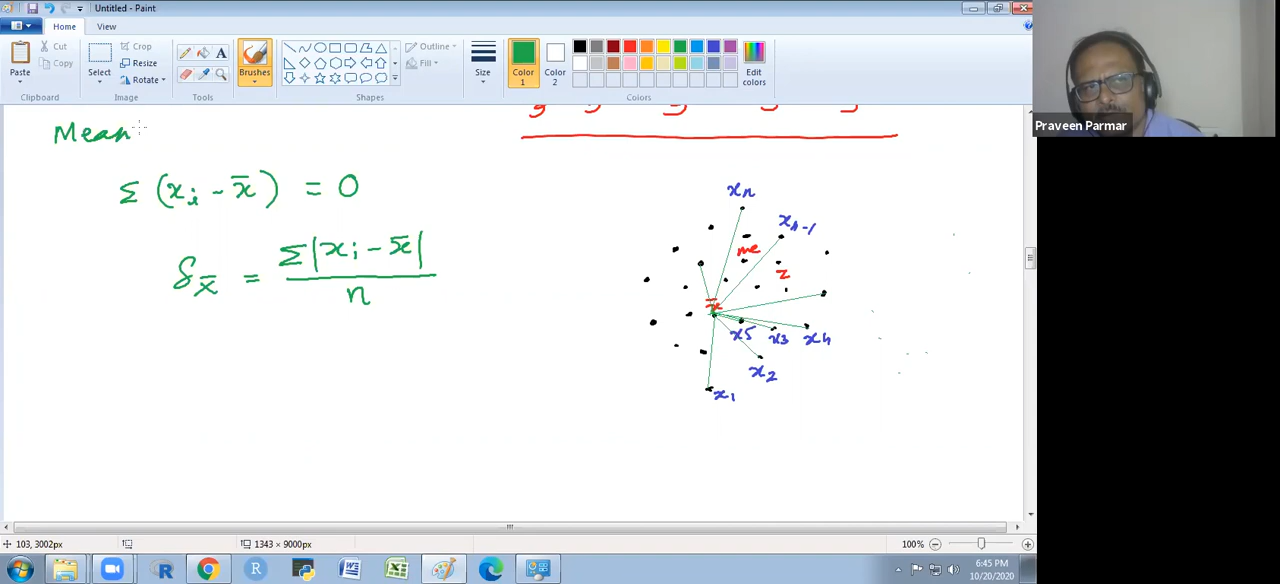 Untitled - Paint
Home View
Paste
Cut
Copy
Clipboard
Select
Crop
Resize
Rotate
Image
Tools
Brushes
Shapes
Outline
Fill
Size
Color 1
Color 2
Edit colors
Colors
Praveen Parmar
Mean
Σ (xi - x̄) = 0
δx̄ = Σ|xi - x̄| / n
xn
xn-1
me
z
x̄
x5
x3
x4
x2
x1
103, 3002px
1343 × 9000px
100%
6:45 PM
10/20/2020